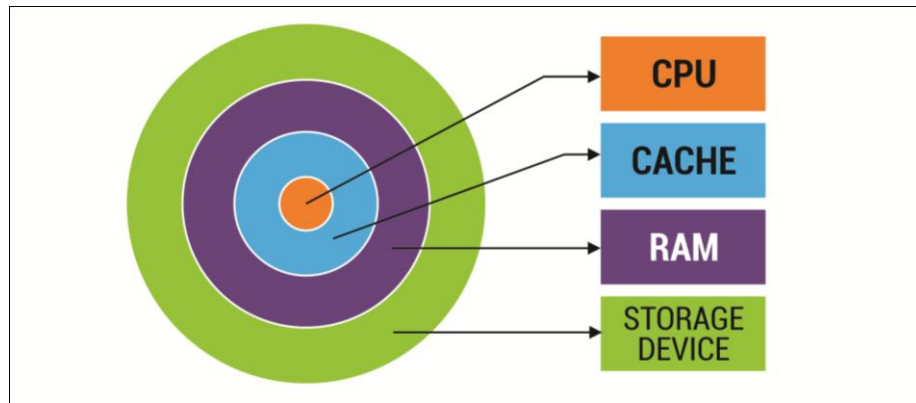 CPU
CACHE
RAM
STORAGE
DEVICE